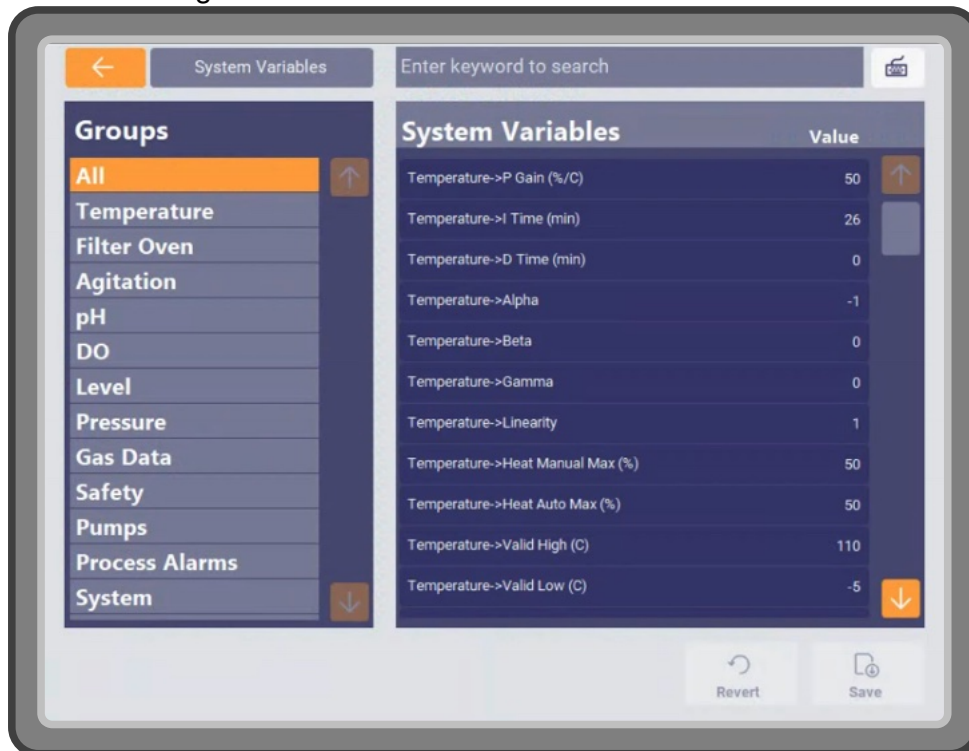 System Variables
Enter keyword to search
Groups
All
Temperature
Filter Oven
Agitation
pH
DO
Level
Pressure
Gas Data
Safety
Pumps
Process Alarms
System
System Variables Value
Temperature->P Gain (%/C) 50
Temperature->I Time (min) 26
Temperature->D Time (min) 0
Temperature->Alpha -1
Temperature->Beta 0
Temperature->Gamma 0
Temperature->Linearity 1
Temperature->Heat Manual Max (%) 50
Temperature->Heat Auto Max (%) 50
Temperature->Valid High (C) 110
Temperature->Valid Low (C) -5
Revert
Save